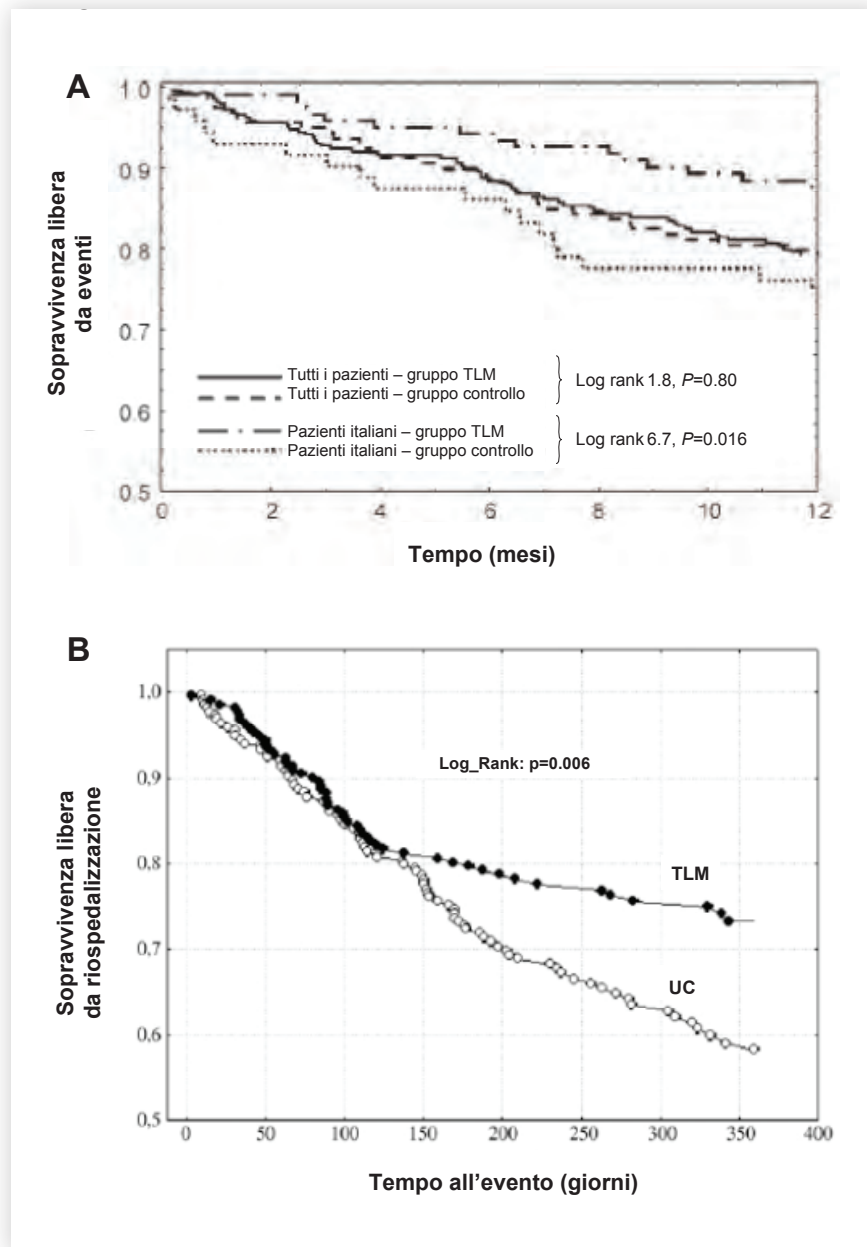 A
Sopravvivenza libera
da eventi
1.0
0.9
0.8
0.7
0.6
0.5
Tutti i pazienti – gruppo TLM
Tutti i pazienti – gruppo controllo
Log rank 1.8, P=0.80
Pazienti italiani – gruppo TLM
Pazienti italiani – gruppo controllo
Log rank 6.7, P=0.016
0 2 4 6 8 10 12
Tempo (mesi)
B
Sopravvivenza libera
da riospedalizzazione
1.0
0.9
0.8
0.7
0.6
0.5
Log_Rank: p=0.006
TLM
UC
0 50 100 150 200 250 300 350 400
Tempo all'evento (giorni)